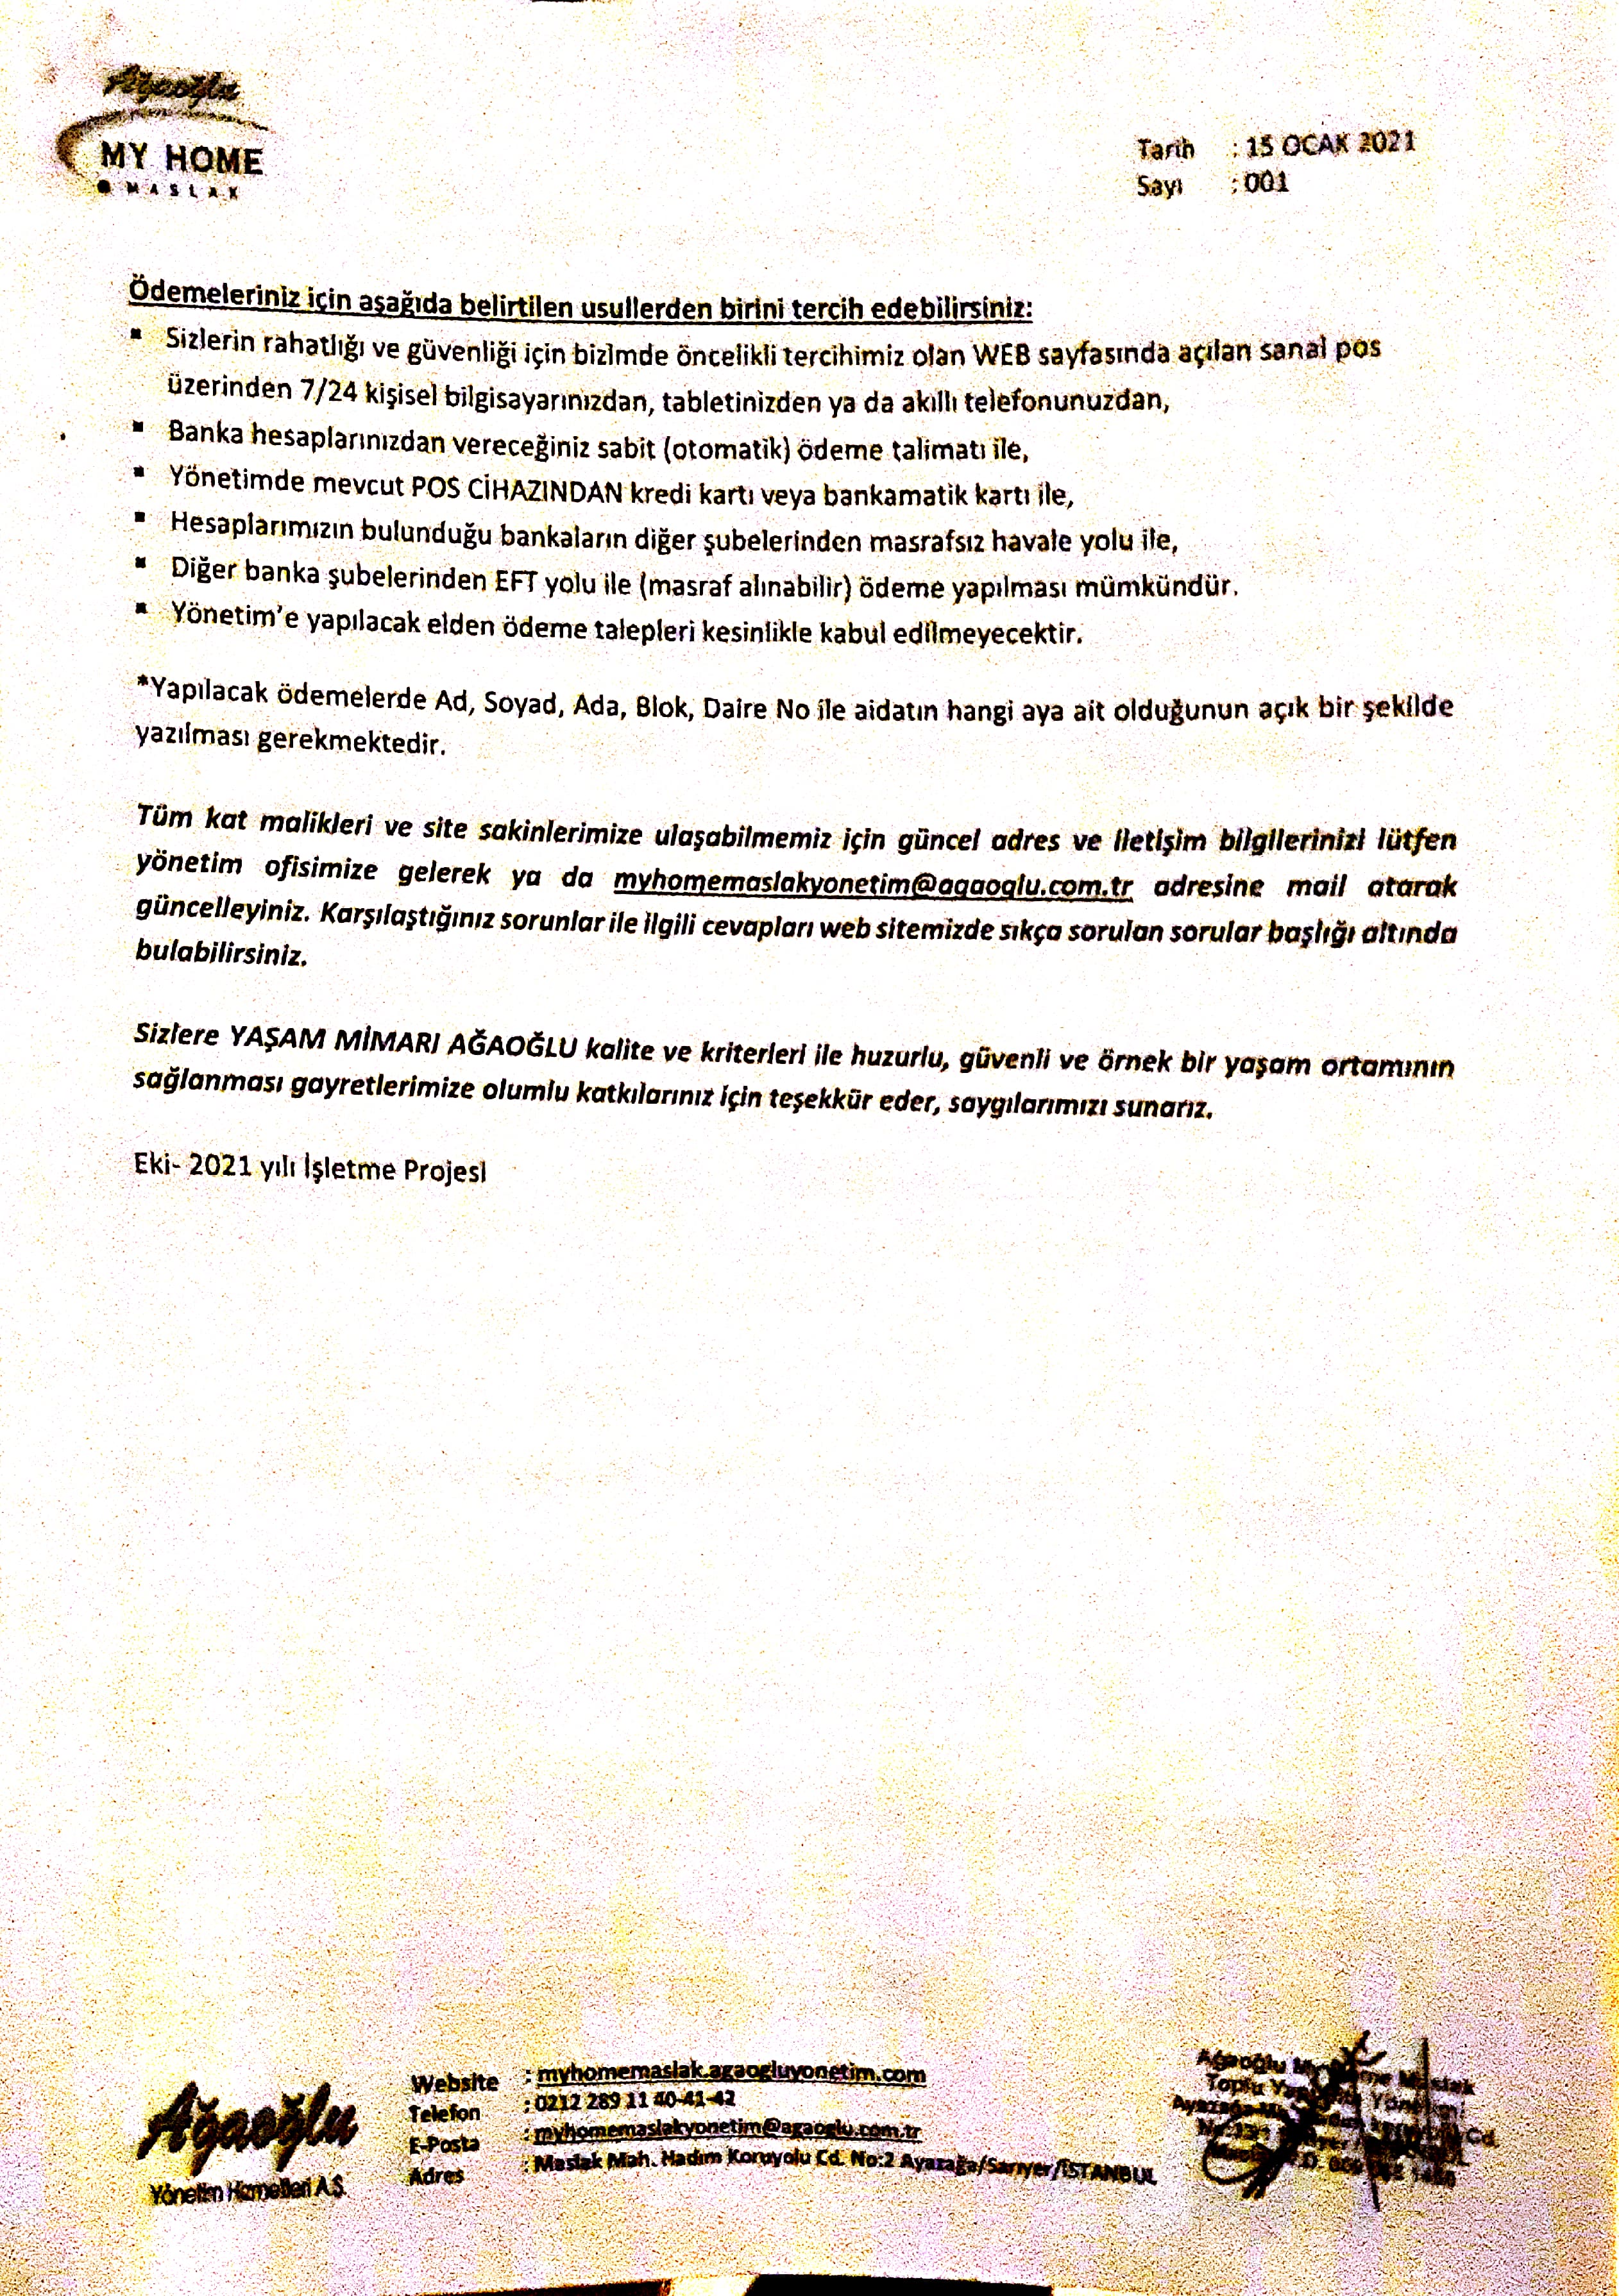 Ağaoğlu
MY HOME
MASLAK
Tarih : 15 OCAK 2021
Sayı : 001
Ödemeleriniz için aşağıda belirtilen usullerden birini tercih edebilirsiniz:
▪ Sizlerin rahatlığı ve güvenliği için bizimde öncelikli tercihimiz olan WEB sayfasında açılan sanal pos
üzerinden 7/24 kişisel bilgisayarınızdan, tabletinizden ya da akıllı telefonunuzdan,
▪ Banka hesaplarınızdan vereceğiniz sabit (otomatik) ödeme talimatı ile,
▪ Yönetimde mevcut POS CİHAZINDAN kredi kartı veya bankamatik kartı ile,
▪ Hesaplarımızın bulunduğu bankaların diğer şubelerinden masrafsız havale yolu ile,
▪ Diğer banka şubelerinden EFT yolu ile (masraf alınabilir) ödeme yapılması mümkündür.
▪ Yönetim'e yapılacak elden ödeme talepleri kesinlikle kabul edilmeyecektir.
*Yapılacak ödemelerde Ad, Soyad, Ada, Blok, Daire No ile aidatın hangi aya ait olduğunun açık bir şekilde
yazılması gerekmektedir.
Tüm kat malikleri ve site sakinlerimize ulaşabilmemiz için güncel adres ve iletişim bilgilerinizi lütfen
yönetim ofisimize gelerek ya da myhomemaslakyonetim@agaoglu.com.tr adresine mail atarak
güncelleyiniz. Karşılaştığınız sorunlar ile ilgili cevapları web sitemizde sıkça sorulan sorular başlığı altında
bulabilirsiniz.
Sizlere YAŞAM MİMARI AĞAOĞLU kalite ve kriterleri ile huzurlu, güvenli ve örnek bir yaşam ortamının
sağlanması gayretlerimize olumlu katkılarınız için teşekkür eder, saygılarımızı sunarız.
Eki- 2021 yılı İşletme Projesi
Ağaoğlu
Yönetim Hizmetleri A.Ş.
Website : myhomemaslak.agaogluyonetim.com
Telefon : 0212 289 11 40-41-42
E-Posta : myhomemaslakyonetim@agaoglu.com.tr
Adres : Maslak Mah. Hadım Koruyolu Cd. No:2 Ayazağa/Sarıyer/İSTANBUL
Ağaoğlu Maslak
Toplu Yönetimi
Cd.